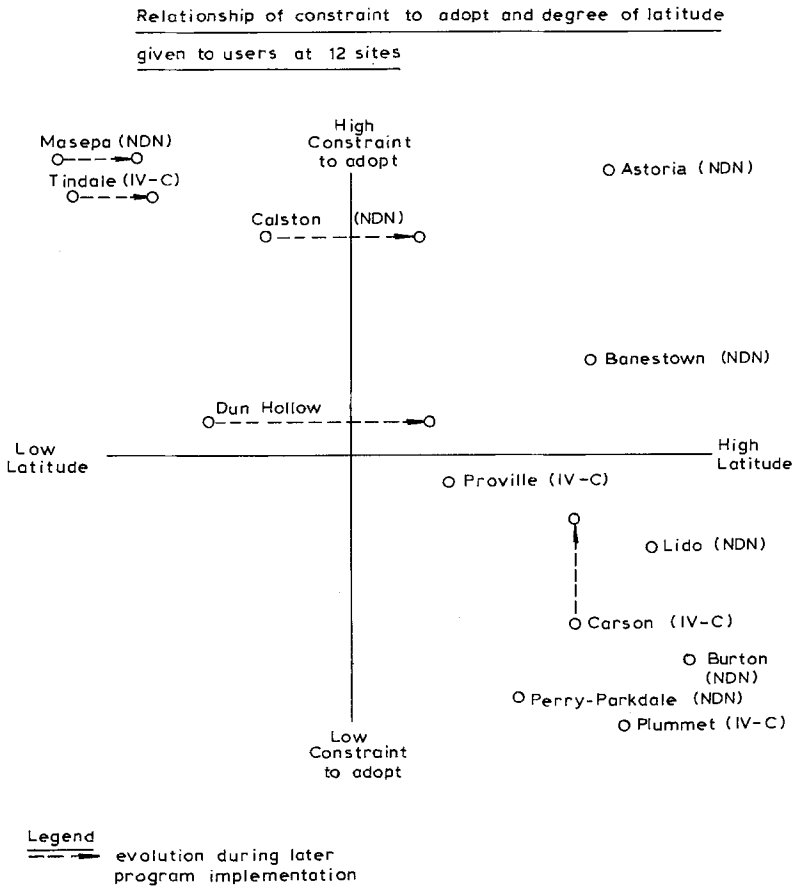 Relationship of constraint to adopt and degree of latitude
given to users at 12 sites
Masepa (NDN)
Tindale (IV-C)
High
Constraint
to adopt
Astoria (NDN)
Calston (NDN)
Banestown (NDN)
Dun Hollow
Low
Latitude
High
Latitude
Proville (IV-C)
Lido (NDN)
Carson (IV-C)
Burton
(NDN)
Perry-Parkdale (NDN)
Plummet (IV-C)
Low
Constraint
to adopt
Legend
evolution during later
program implementation